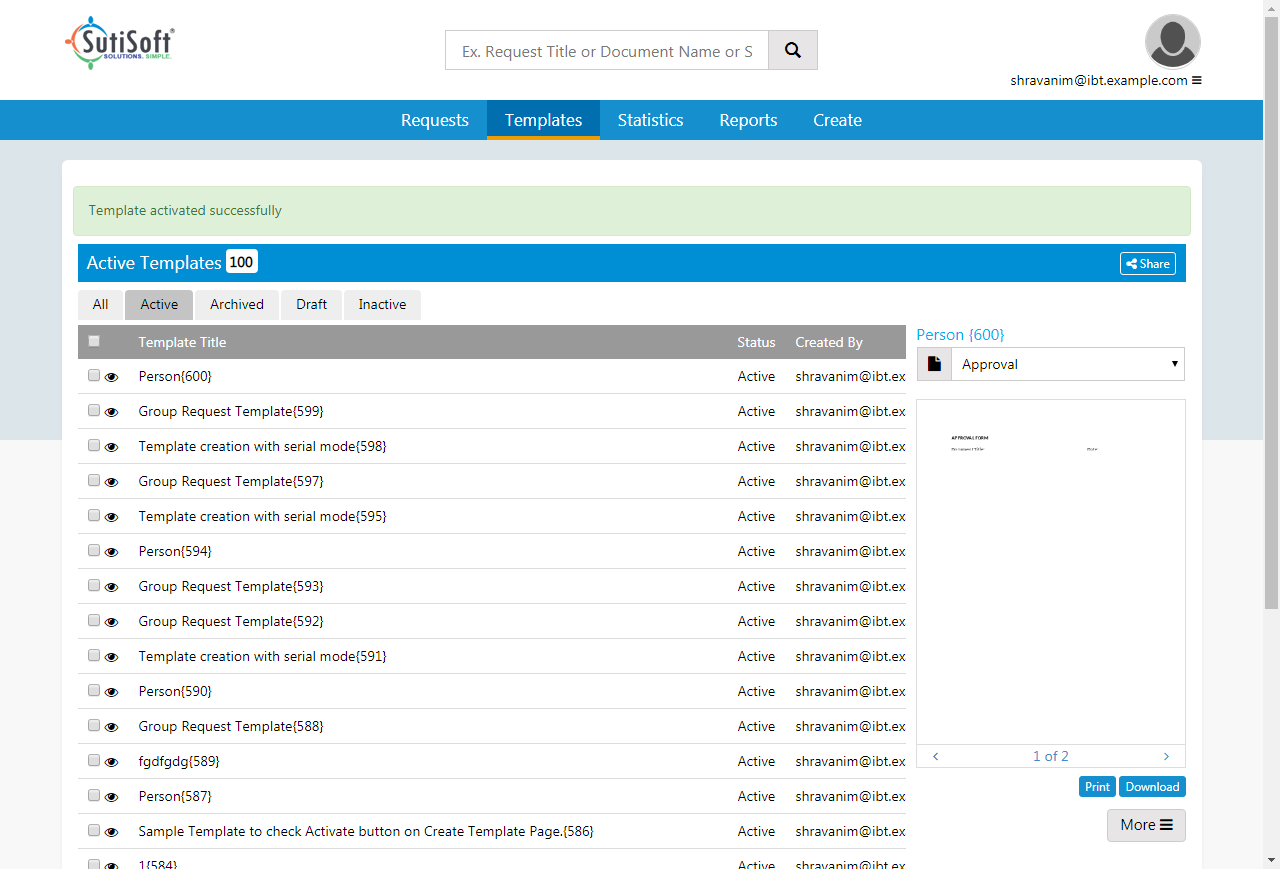 SutiSoft®
SOLUTIONS. SIMPLE.
Ex. Request Title or Document Name or S
shravanim@ibt.example.com
Requests Templates Statistics Reports Create
Template activated successfully
Active Templates 100 Share
All Active Archived Draft Inactive
Template Title Status Created By
Person{600} Active shravanim@ibt.ex
Group Request Template{599} Active shravanim@ibt.ex
Template creation with serial mode{598} Active shravanim@ibt.ex
Group Request Template{597} Active shravanim@ibt.ex
Template creation with serial mode{595} Active shravanim@ibt.ex
Person{594} Active shravanim@ibt.ex
Group Request Template{593} Active shravanim@ibt.ex
Group Request Template{592} Active shravanim@ibt.ex
Template creation with serial mode{591} Active shravanim@ibt.ex
Person{590} Active shravanim@ibt.ex
Group Request Template{588} Active shravanim@ibt.ex
fgdfgdg{589} Active shravanim@ibt.ex
Person{587} Active shravanim@ibt.ex
Sample Template to check Activate button on Create Template Page.{586} Active shravanim@ibt.ex
1{584} Active shravanim@ibt.ex
Person {600}
Approval
APPROVAL FORM
1 of 2
Print Download
More